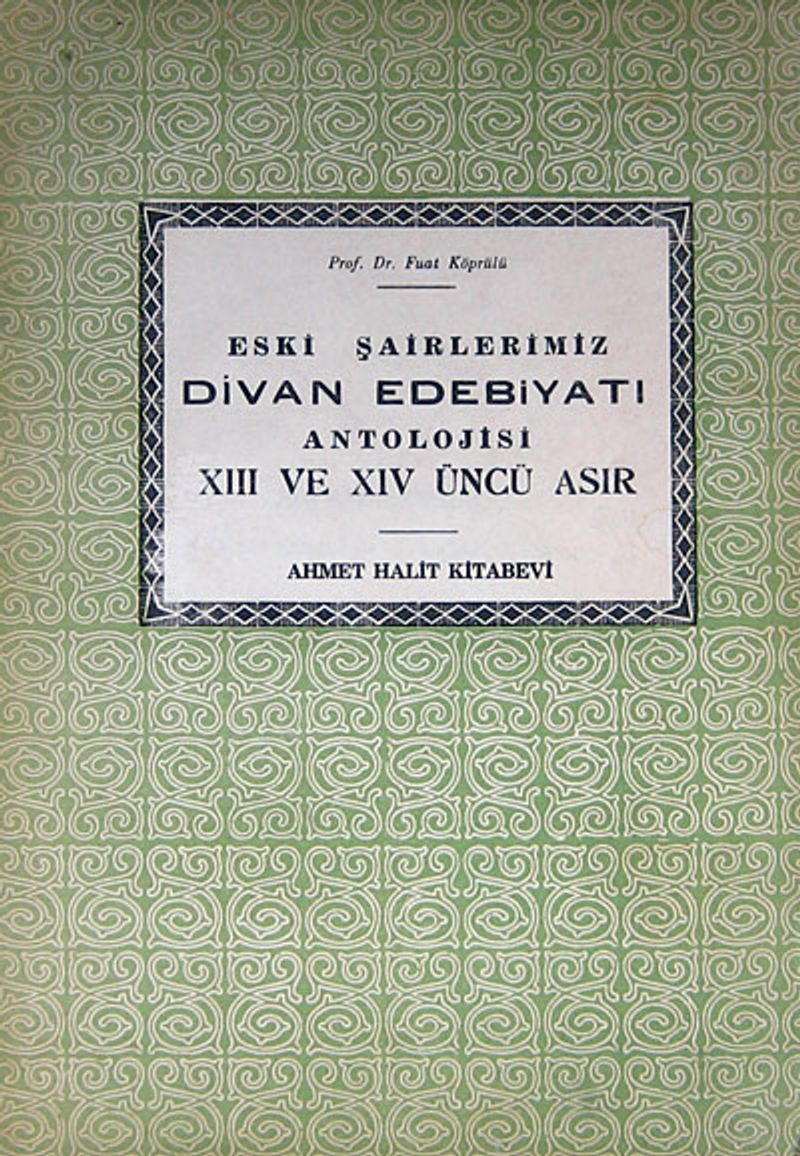 Prof. Dr. Fuat Köprülü
ESKİ ŞAİRLERİMİZ
DİVAN EDEBİYATI
ANTOLOJİSİ
XIII VE XIV ÜNCÜ ASIR
AHMET HALİT KİTABEVİ